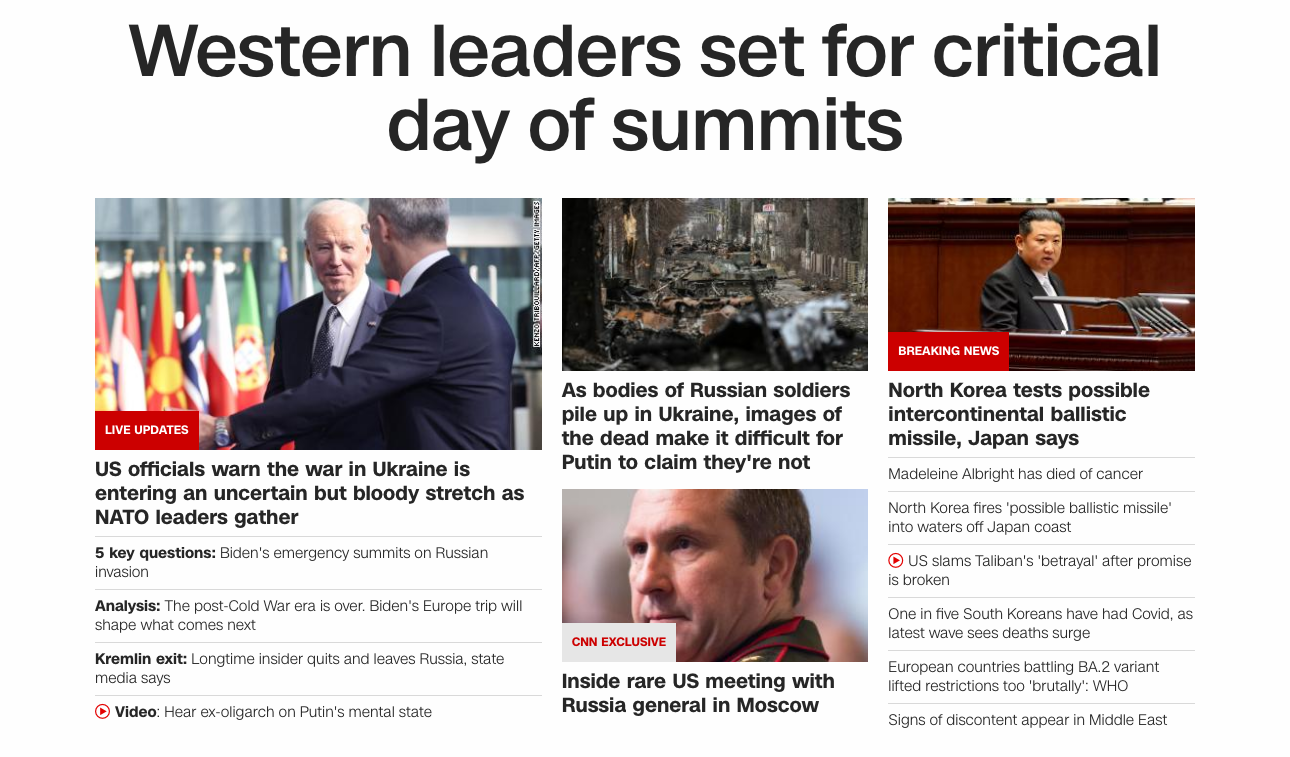 Western leaders set for critical
day of summits
KENZO TRIBOUILLARD/AFP/GETTY IMAGES
LIVE UPDATES
US officials warn the war in Ukraine is
entering an uncertain but bloody stretch as
NATO leaders gather
5 key questions: Biden's emergency summits on Russian
invasion
Analysis: The post-Cold War era is over. Biden's Europe trip will
shape what comes next
Kremlin exit: Longtime insider quits and leaves Russia, state
media says
Video: Hear ex-oligarch on Putin's mental state
As bodies of Russian soldiers
pile up in Ukraine, images of
the dead make it difficult for
Putin to claim they're not
CNN EXCLUSIVE
Inside rare US meeting with
Russia general in Moscow
BREAKING NEWS
North Korea tests possible
intercontinental ballistic
missile, Japan says
Madeleine Albright has died of cancer
North Korea fires 'possible ballistic missile'
into waters off Japan coast
US slams Taliban's 'betrayal' after promise
is broken
One in five South Koreans have had Covid, as
latest wave sees deaths surge
European countries battling BA.2 variant
lifted restrictions too 'brutally': WHO
Signs of discontent appear in Middle East